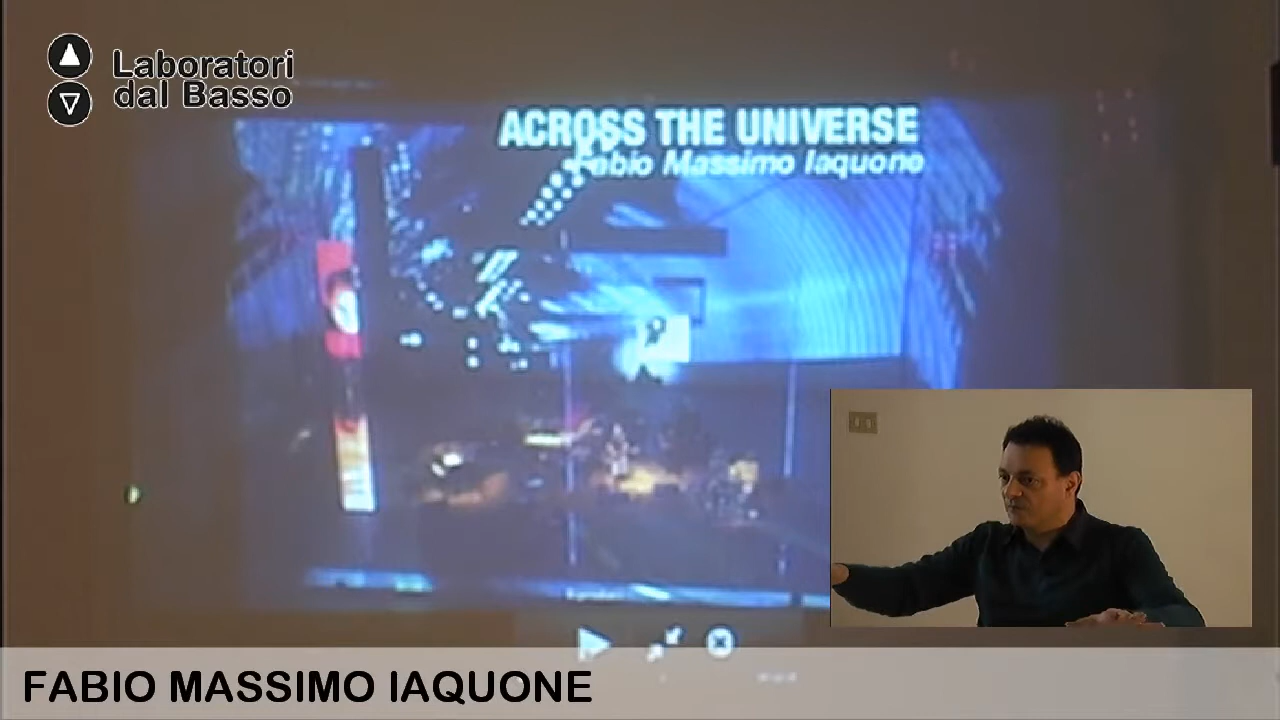 Laboratori
dal Basso
ACROSS THE UNIVERSE
Fabio Massimo Iaquone
FABIO MASSIMO IAQUONE